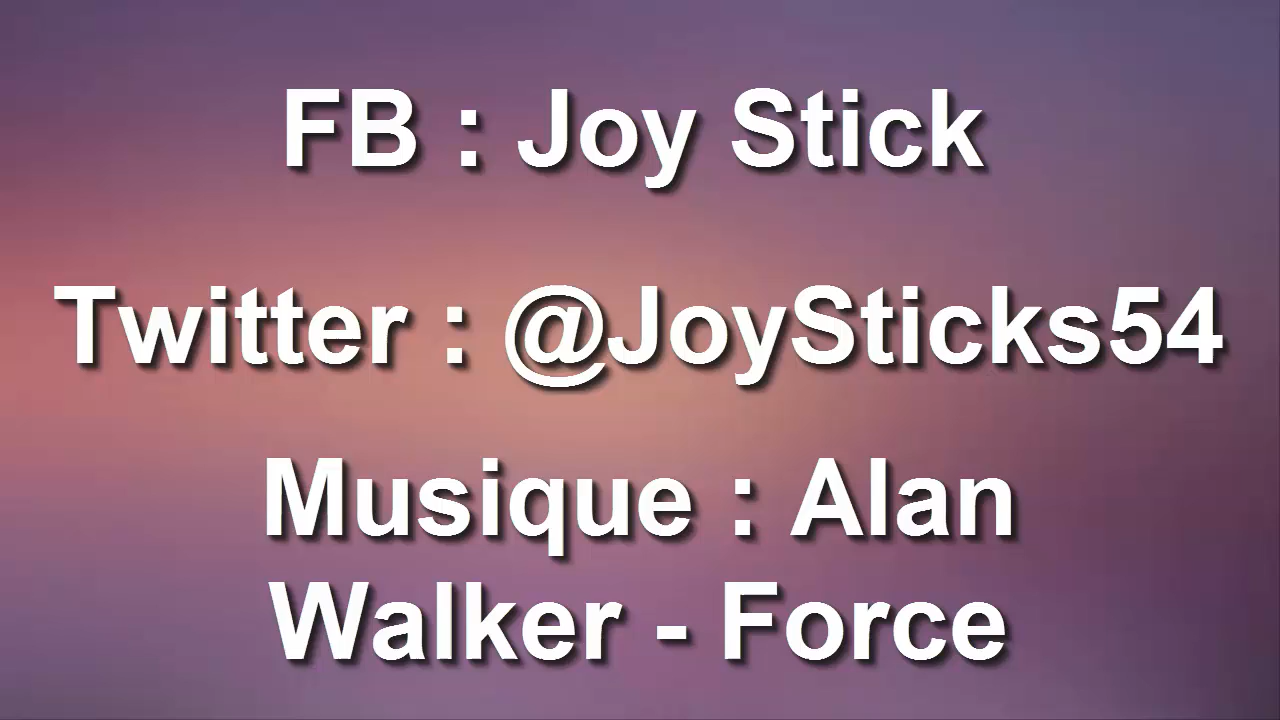 FB : Joy Stick
Twitter : @JoySticks54
Musique : Alan
Walker - Force